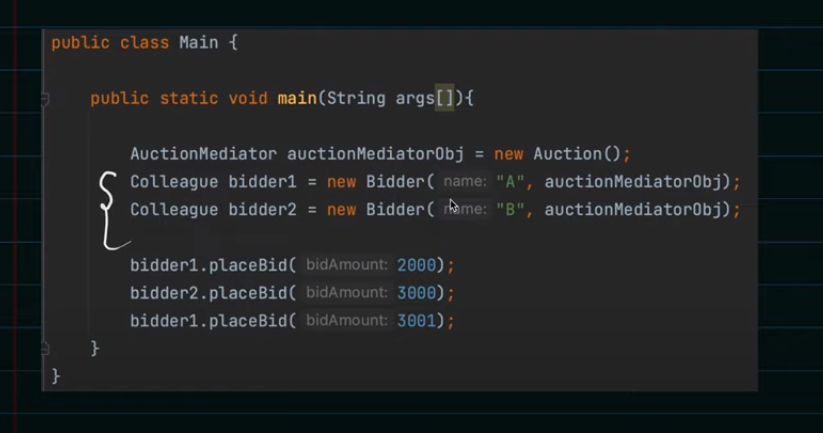 public class Main {
public static void main(String args[]){
AuctionMediator auctionMediatorObj = new Auction();
Colleague bidder1 = new Bidder( name: "A", auctionMediatorObj);
Colleague bidder2 = new Bidder( name: "B", auctionMediatorObj);
bidder1.placeBid( bidAmount: 2000);
bidder2.placeBid( bidAmount: 3000);
bidder1.placeBid( bidAmount: 3001);
}
}